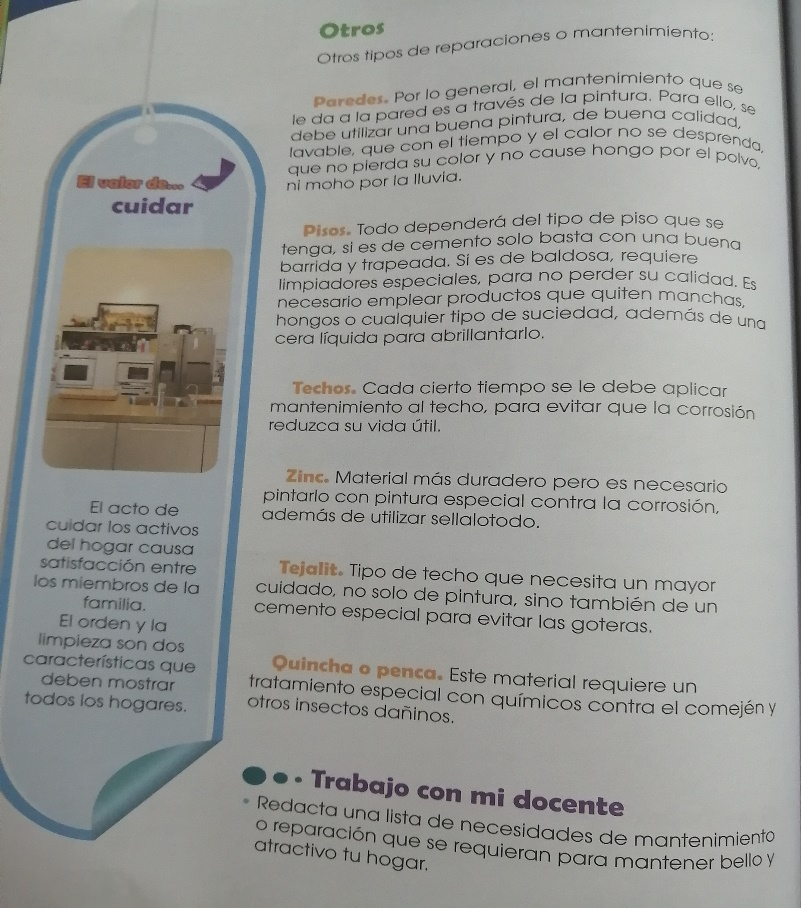 Otros
Otros tipos de reparaciones o mantenimiento:
Paredes. Por lo general, el mantenimiento que se
le da a la pared es a través de la pintura. Para ello, se
debe utilizar una buena pintura, de buena calidad,
lavable, que con el tiempo y el calor no se desprenda,
que no pierda su color y no cause hongo por el polvo,
ni moho por la lluvia.
Pisos. Todo dependerá del tipo de piso que se
tenga, si es de cemento solo basta con una buena
barrida y trapeada. Si es de baldosa, requiere
limpiadores especiales, para no perder su calidad. Es
necesario emplear productos que quiten manchas,
hongos o cualquier tipo de suciedad, además de una
cera líquida para abrillantarlo.
Techos. Cada cierto tiempo se le debe aplicar
mantenimiento al techo, para evitar que la corrosión
reduzca su vida útil.
Zinc. Material más duradero pero es necesario
pintarlo con pintura especial contra la corrosión,
además de utilizar sellalotodo.
Tejalit. Tipo de techo que necesita un mayor
cuidado, no solo de pintura, sino también de un
cemento especial para evitar las goteras.
Quincha o penca. Este material requiere un
tratamiento especial con químicos contra el comején y
otros insectos dañinos.
Trabajo con mi docente
• Redacta una lista de necesidades de mantenimiento
o reparación que se requieran para mantener bello y
atractivo tu hogar.
El valor de...
cuidar
El acto de
cuidar los activos
del hogar causa
satisfacción entre
los miembros de la
familia.
El orden y la
limpieza son dos
características que
deben mostrar
todos los hogares.